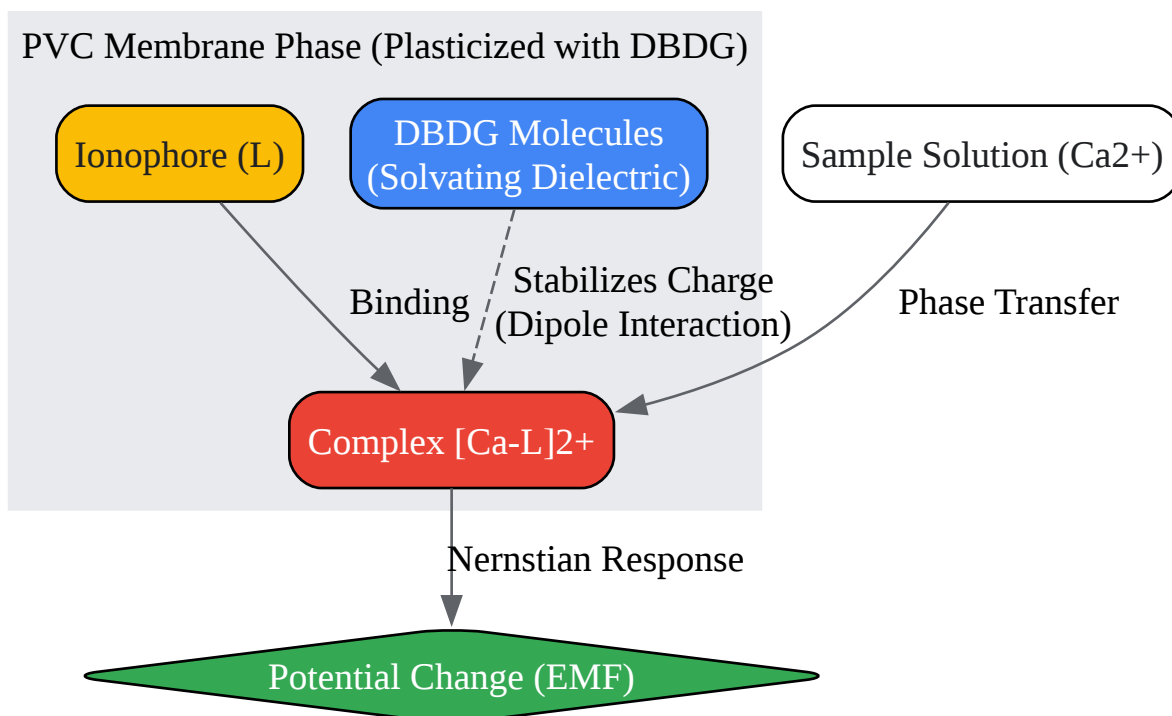 PVC Membrane Phase (Plasticized with DBDG)
Ionophore (L)
DBDG Molecules
(Solvating Dielectric)
Sample Solution (Ca2+)
Binding
Stabilizes Charge
(Dipole Interaction)
Phase Transfer
Complex [Ca-L]2+
Nernstian Response
Potential Change (EMF)